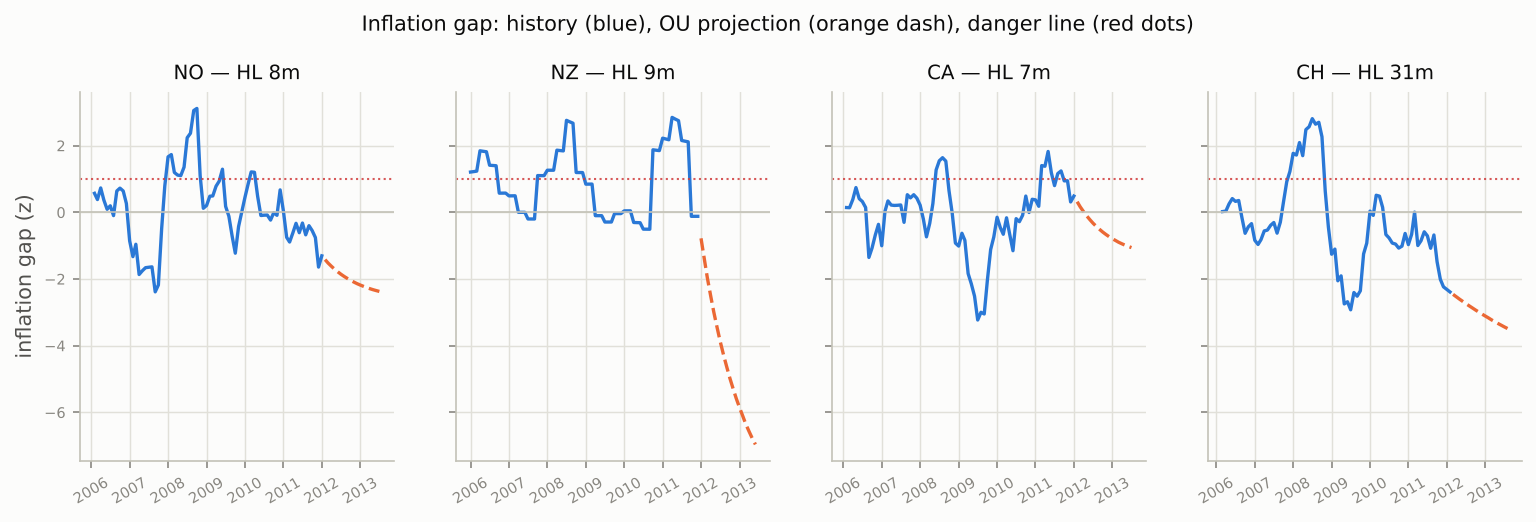 Inflation gap: history (blue), OU projection (orange dash), danger line (red dots)
NO — HL 8m
NZ — HL 9m
CA — HL 7m
CH — HL 31m
inflation gap (z)
2
0
−2
−4
−6
2006 2007 2008 2009 2010 2011 2012 2013
2006 2007 2008 2009 2010 2011 2012 2013
2006 2007 2008 2009 2010 2011 2012 2013
2006 2007 2008 2009 2010 2011 2012 2013